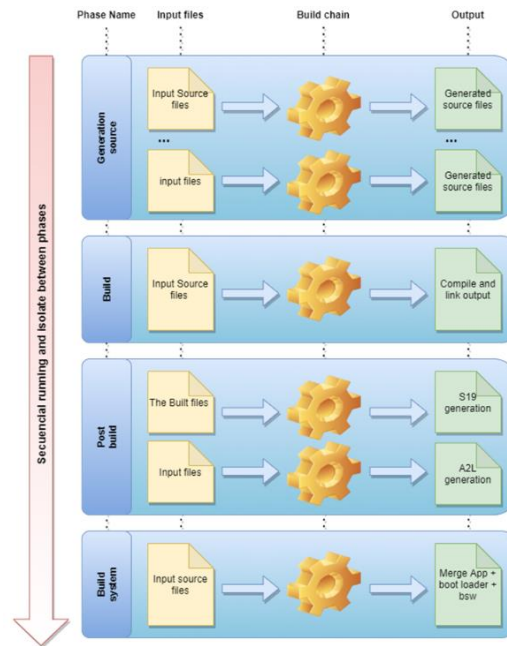 Phase Name
Input files
Build chain
Output
Secuencial running and isolate between phases
Generation
source
Input Source
files
Generated
source files
...
...
input files
Generated
source files
Build
Input Source
files
Compile and
link output
Post
build
The Built files
S19
generation
Input files
A2L
generation
Build
system
Input source
files
Merge App +
boot loader +
bsw